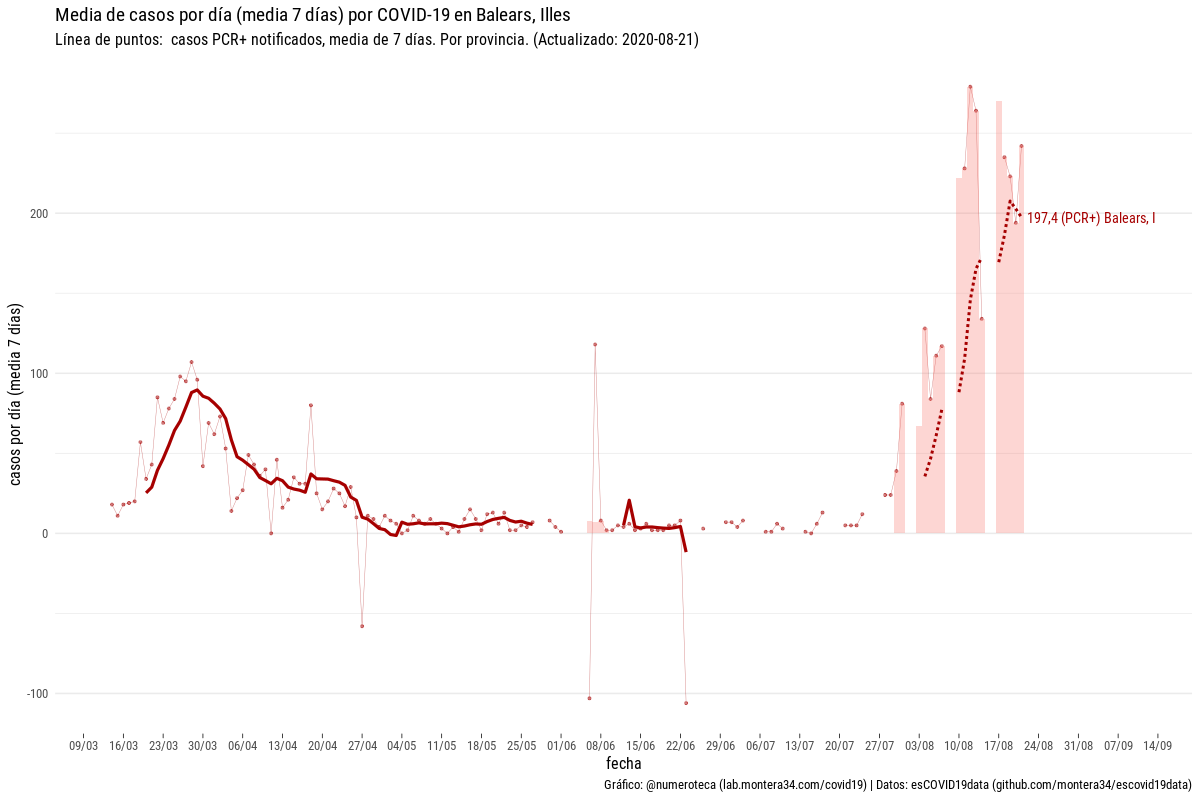 Media de casos por día (media 7 días) por COVID-19 en Balears, Illes
Línea de puntos:  casos PCR+ notificados, media de 7 días. Por provincia. (Actualizado: 2020-08-21)
casos por día (media 7 días)
200
100
0
-100
197,4 (PCR+) Balears, I
09/03 16/03 23/03 30/03 06/04 13/04 20/04 27/04 04/05 11/05 18/05 25/05 01/06 08/06 15/06 22/06 29/06 06/07 13/07 20/07 27/07 03/08 10/08 17/08 24/08 31/08 07/09 14/09
fecha
Gráfico: @numeroteca (lab.montera34.com/covid19) | Datos: esCOVID19data (github.com/montera34/escovid19data)